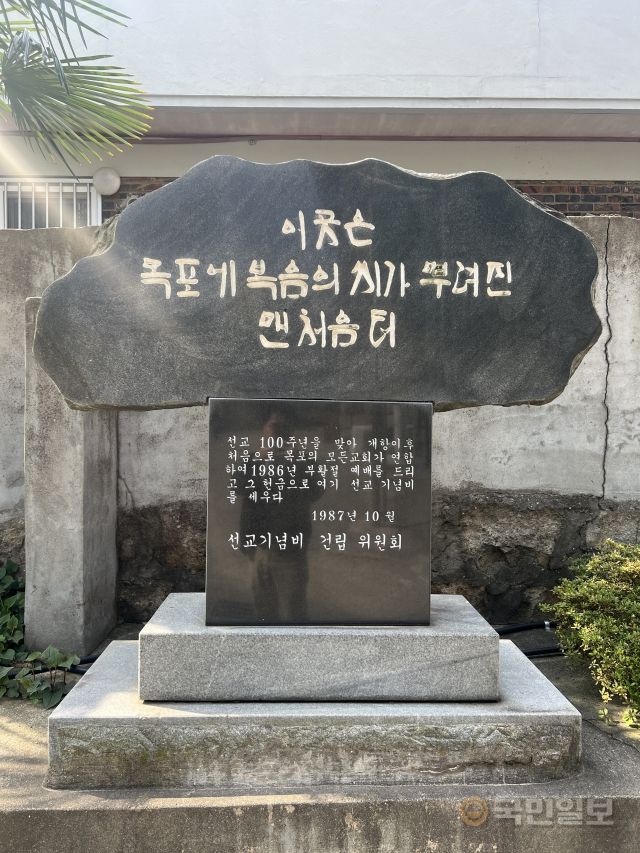 이곳은
목포에 복음의 씨가 뿌려진
맨 처음 터
선교 100주년을 맞아 개항이후
처음으로 목포의 모든교회가 연합
하여 1986년 부활절 예배를 드리
고 그 헌금으로 여기 선교 기념비
를 세우다
1987년 10월
선교기념비 건립 위원회
국민일보